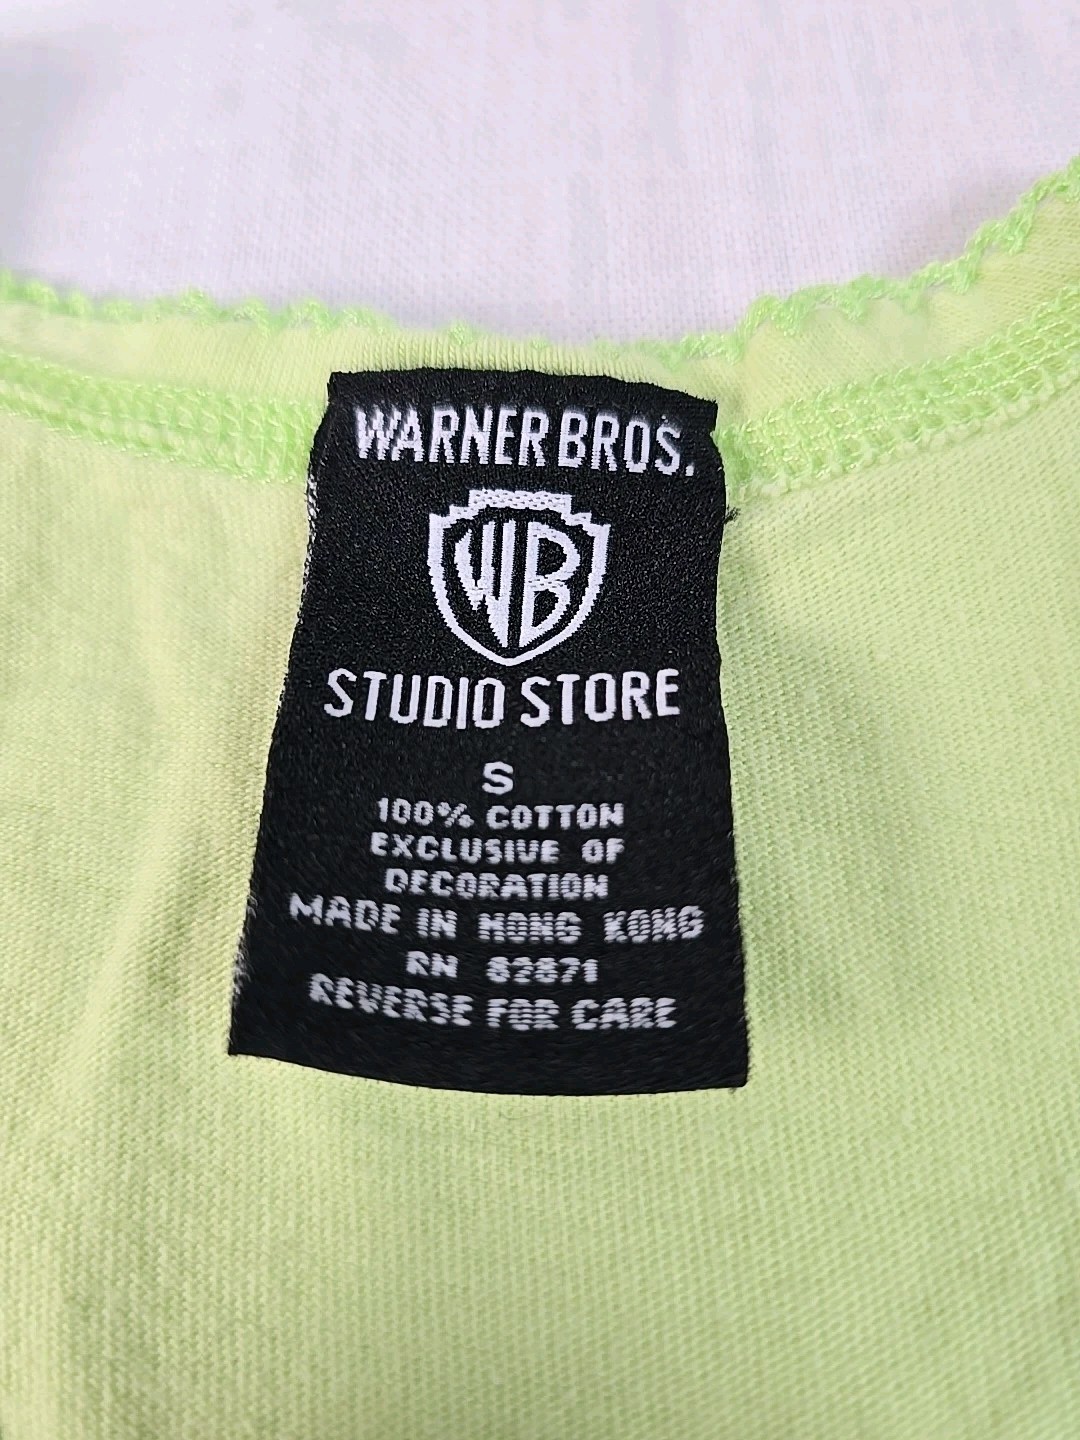 WARNER BROS.
WB
STUDIO STORE
S
100% COTTON
EXCLUSIVE OF
DECORATION
MADE IN HONG KONG
RN 82871
REVERSE FOR CARE